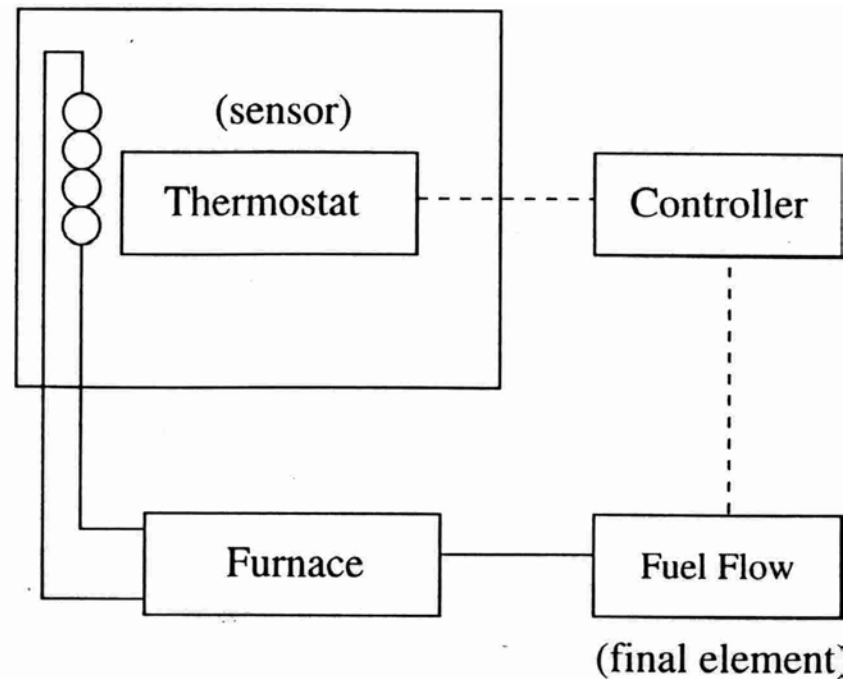 (sensor)
Thermostat
Controller
Furnace
Fuel Flow
(final element)